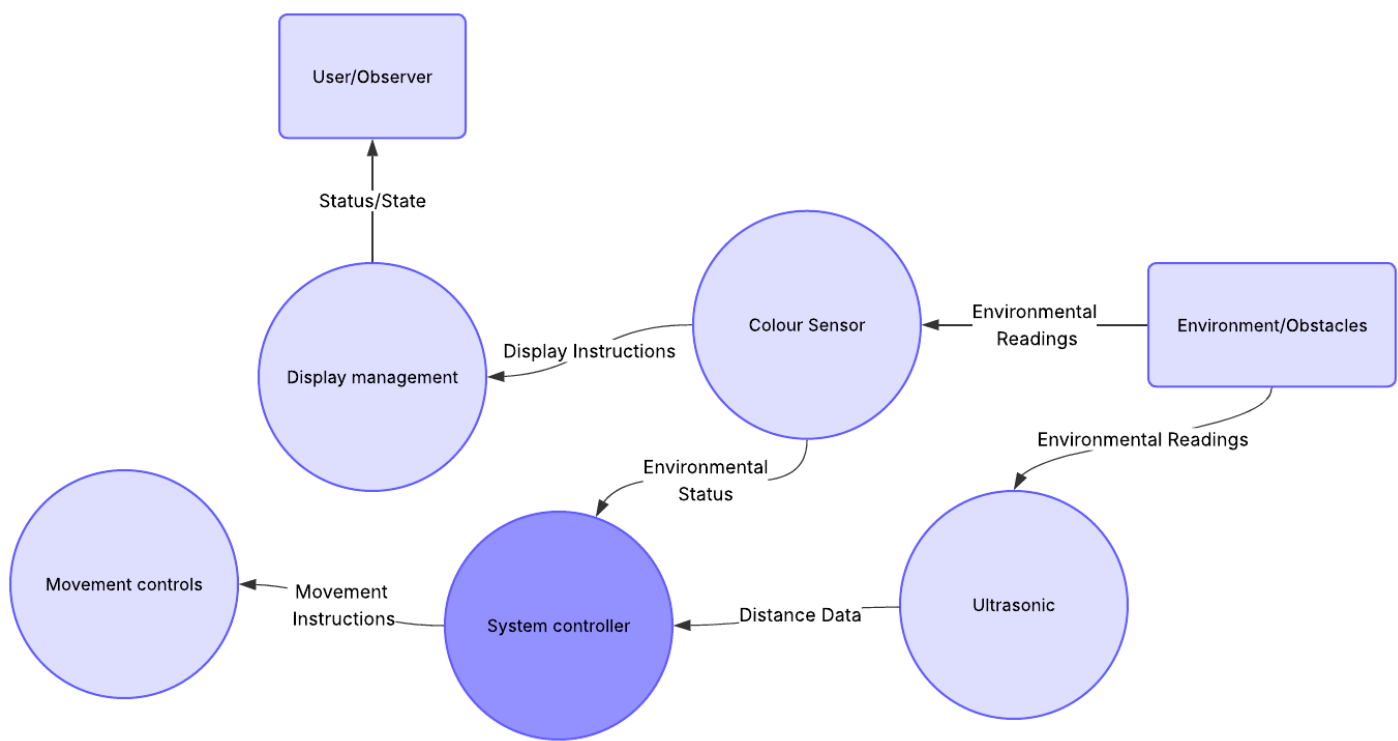 User/Observer
Status/State
Environmental
Readings
Colour Sensor
Environment/Obstacles
Display Instructions
Display management
Environmental Readings
Environmental
Status
Movement controls
Movement
Instructions
System controller
Distance Data
Ultrasonic